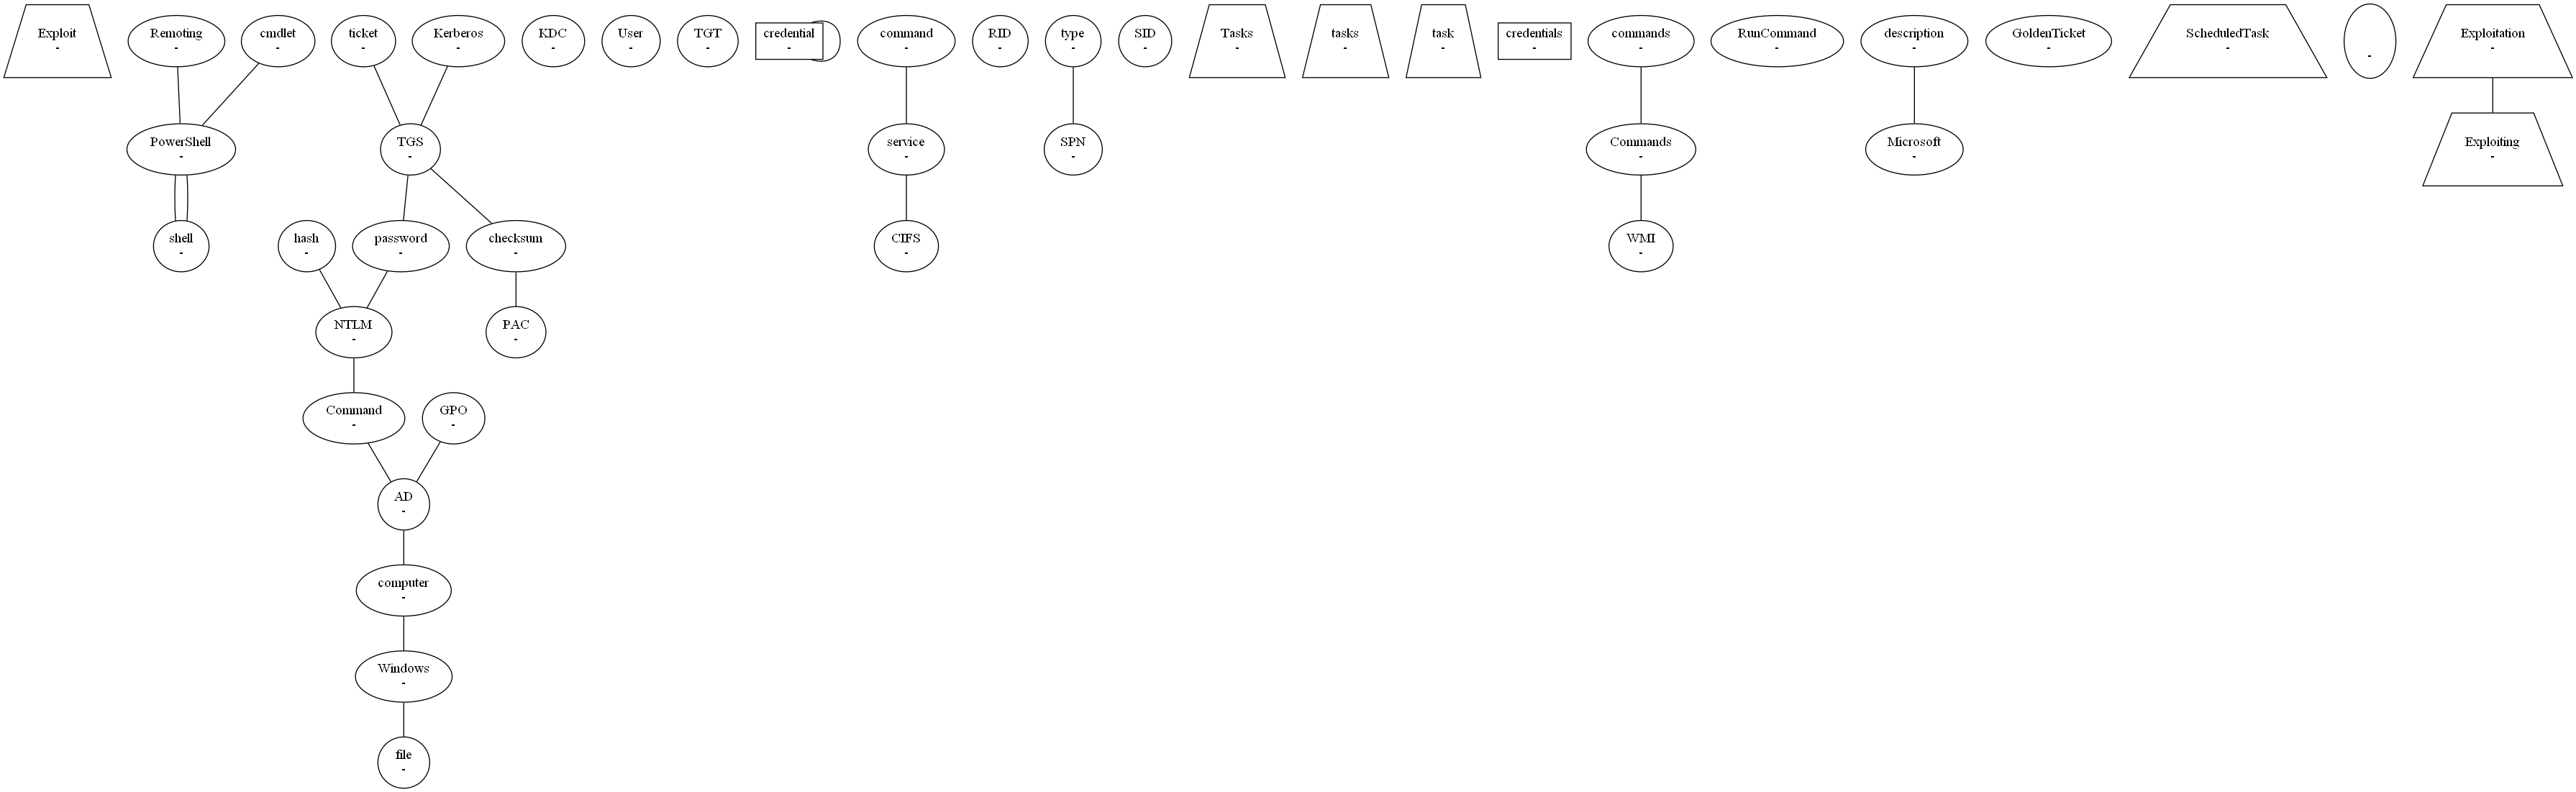 Exploit
-
Remoting
-
cmdlet
-
ticket
-
Kerberos
-
KDC
-
User
-
TGT
-
credential
-
command
-
RID
-
type
-
SID
-
Tasks
-
tasks
-
task
-
credentials
-
commands
-
RunCommand
-
description
-
GoldenTicket
-
ScheduledTask
-
-
Exploitation
-
PowerShell
-
TGS
-
service
-
SPN
-
Commands
-
Microsoft
-
Exploiting
-
shell
-
hash
-
password
-
checksum
-
CIFS
-
WMI
-
NTLM
-
PAC
-
Command
-
GPO
-
AD
-
computer
-
Windows
-
file
-